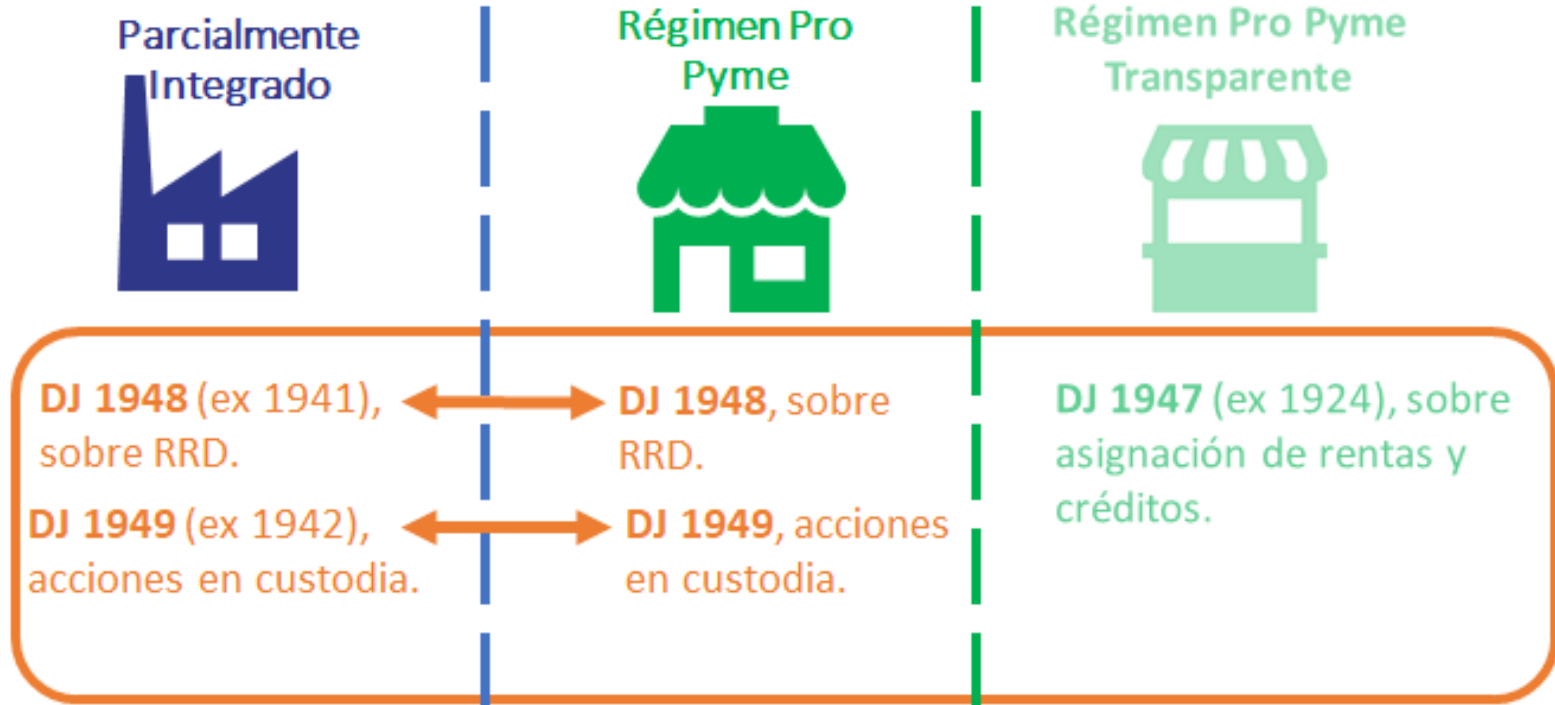 Parcialmente
Integrado
Régimen Pro
Pyme
Régimen Pro Pyme
Transparente
DJ 1948 (ex 1941),
sobre RRD.
DJ 1949 (ex 1942),
acciones en custodia.
DJ 1948, sobre
RRD.
DJ 1949, acciones
en custodia.
DJ 1947 (ex 1924), sobre
asignación de rentas y
créditos.